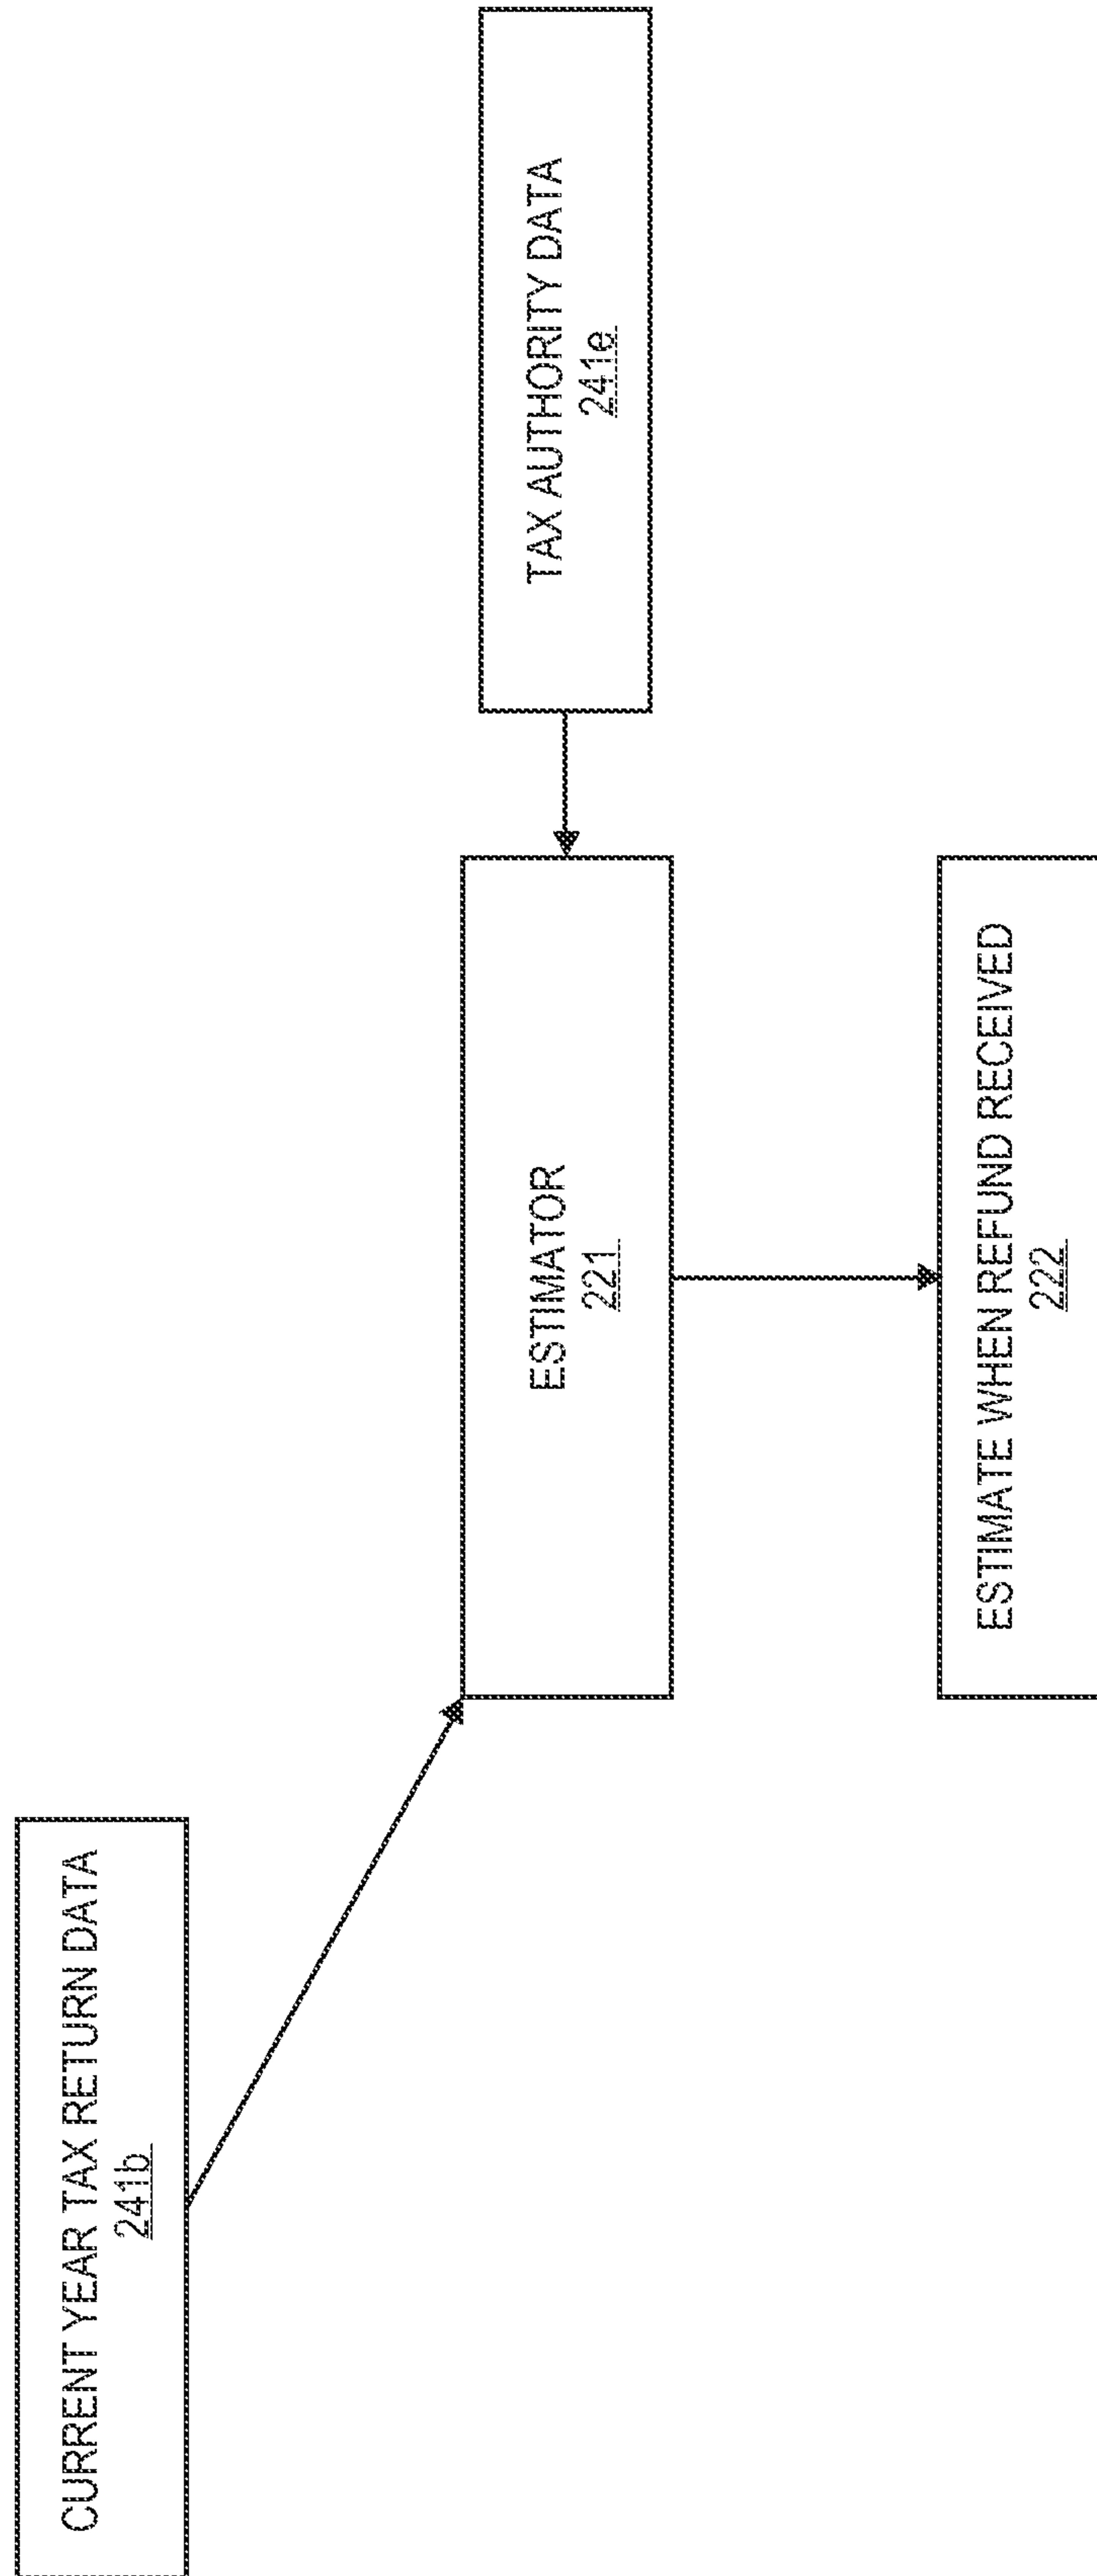 CURRENT YEAR TAX RETURN DATA
241b
ESTIMATOR
221
TAX AUTHORITY DATA
241e
ESTIMATE WHEN REFUND RECEIVED
222